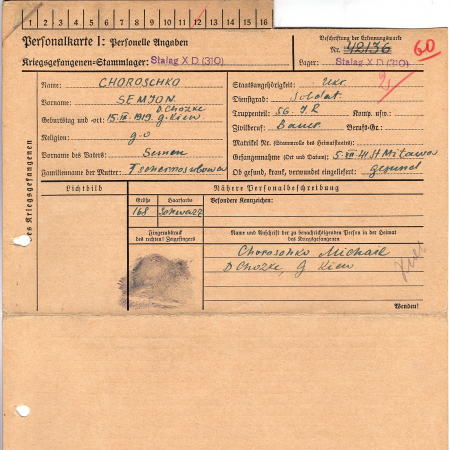 1 2 3 4 5 6 7 8 9 10 11 12 13 14 15 16
Personalkarte I: Personelle Angaben
Kriegsgefangenen=Stammlager: Stalag X D (310)
Beschriftung der Erkennungsmarke
Nr. 42136 60
Lager: Stalag X D (310)
des Kriegsgefangenen
Name: CHOROSCHKO
Vorname: SEMJON
D. Chozke
Geburtstag und =ort: 15.IX.1919. g. Kiew
Religion: g.o
Vorname des Vaters: Semen
Familienname der Mutter:
Staatsangehörigkeit: Ukr.
Dienstgrad: Soldat.
Truppenteil: 56. J.R Komp. usw.:
Zivilberuf: Bauer Berufs-Gr.:
Matrikel Nr. (Stammrolle des Heimatstaates):
Gefangennahme (Ort und Datum): 5.VII.41. H Mitawa
Ob gesund, krank, verwundet eingeliefert: gesund
Lichtbild
Nähere Personalbeschreibung
Größe Haarfarbe Besondere Kennzeichen:
168 Schwarz
Fingerabdruck
des rechten! Zeigefingers
Name und Anschrift der zu benachrichtigenden Person in der Heimat
des Kriegsgefangenen
Choroschko Michael
D Chozke, g Kiew
Wenden!